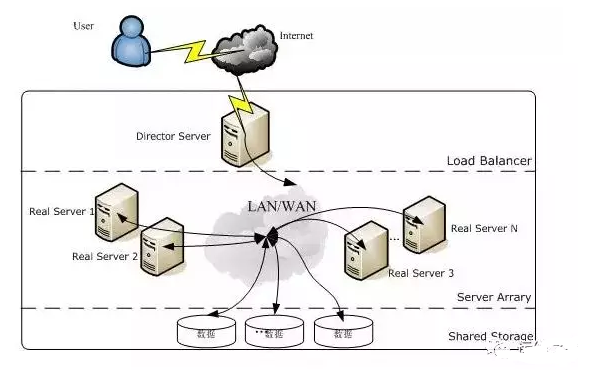 User
Internet
Director Server
Load Balancer
LAN/WAN
Real Server 1
Real Server N
Real Server 2
...
Real Server 3
Server Arrary
数据
...
数据
数据
Shared Storage